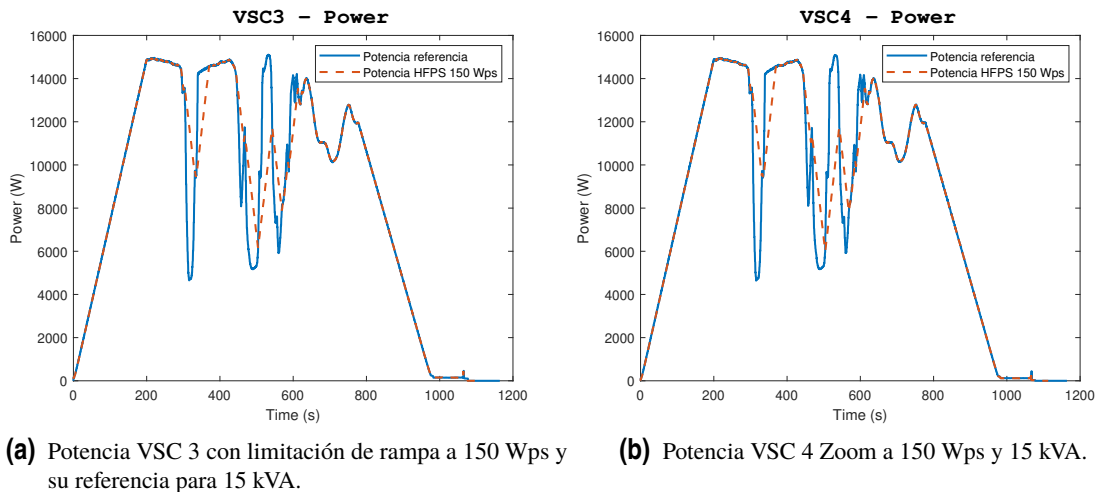 VSC3 – Power
16000
14000
12000
10000
8000
6000
4000
2000
0
Power (W)
0 200 400 600 800 1000 1200
Time (s)
Potencia referencia
Potencia HFPS 150 Wps
(a) Potencia VSC 3 con limitación de rampa a 150 Wps y
su referencia para 15 kVA.
VSC4 – Power
16000
14000
12000
10000
8000
6000
4000
2000
0
Power (W)
0 200 400 600 800 1000 1200
Time (s)
Potencia referencia
Potencia HFPS 150 Wps
(b) Potencia VSC 4 Zoom a 150 Wps y 15 kVA.